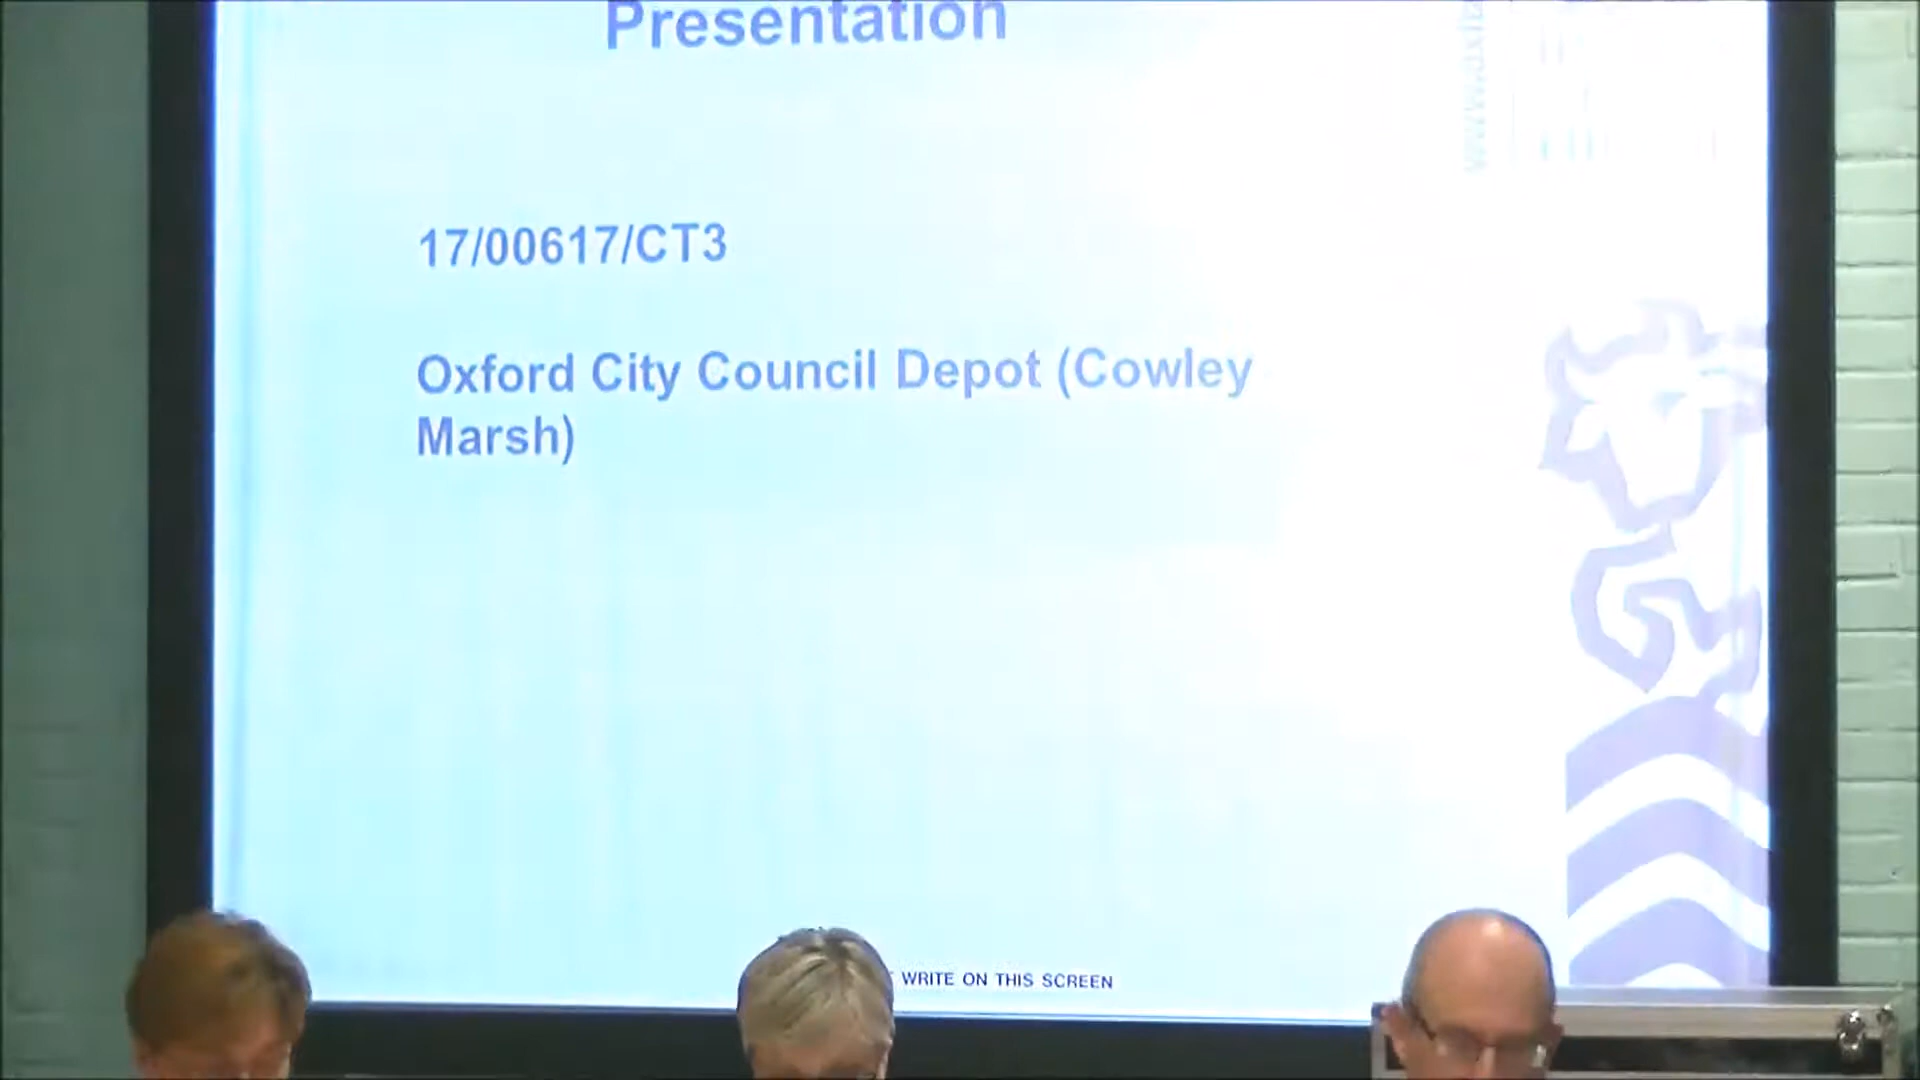 Presentation
17/00617/CT3
Oxford City Council Depot (Cowley
Marsh)
WRITE ON THIS SCREEN